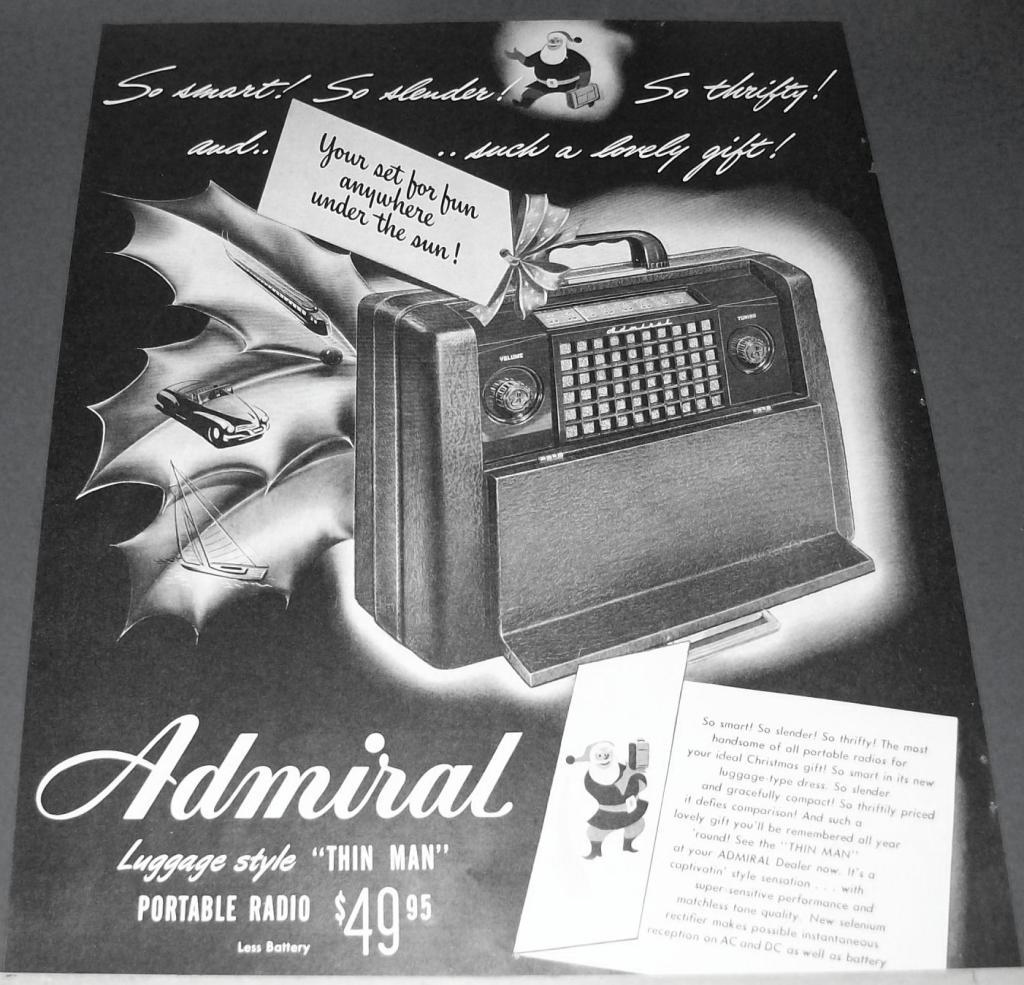 So smart! So slender! So thrifty!
and.. ..such a lovely gift!
Your set for fun
anywhere
under the sun!
Admiral
VOLUME
TUNING
Admiral
Luggage style "THIN MAN"
PORTABLE RADIO $49 95
Less Battery
So smart! So slender! So thrifty! The most
handsome of all portable radios for
your ideal Christmas gift! So smart in its new
luggage-type dress. So slender
and gracefully compact! So thriftily priced
it defies comparison! And such a
lovely gift you'll be remembered all year
'round! See the "THIN MAN"
at your ADMIRAL Dealer now. It's a
captivatin' style sensation . . . with
super-sensitive performance and
matchless tone quality. New selenium
rectifier makes possible instantaneous
reception on AC and DC as well as battery